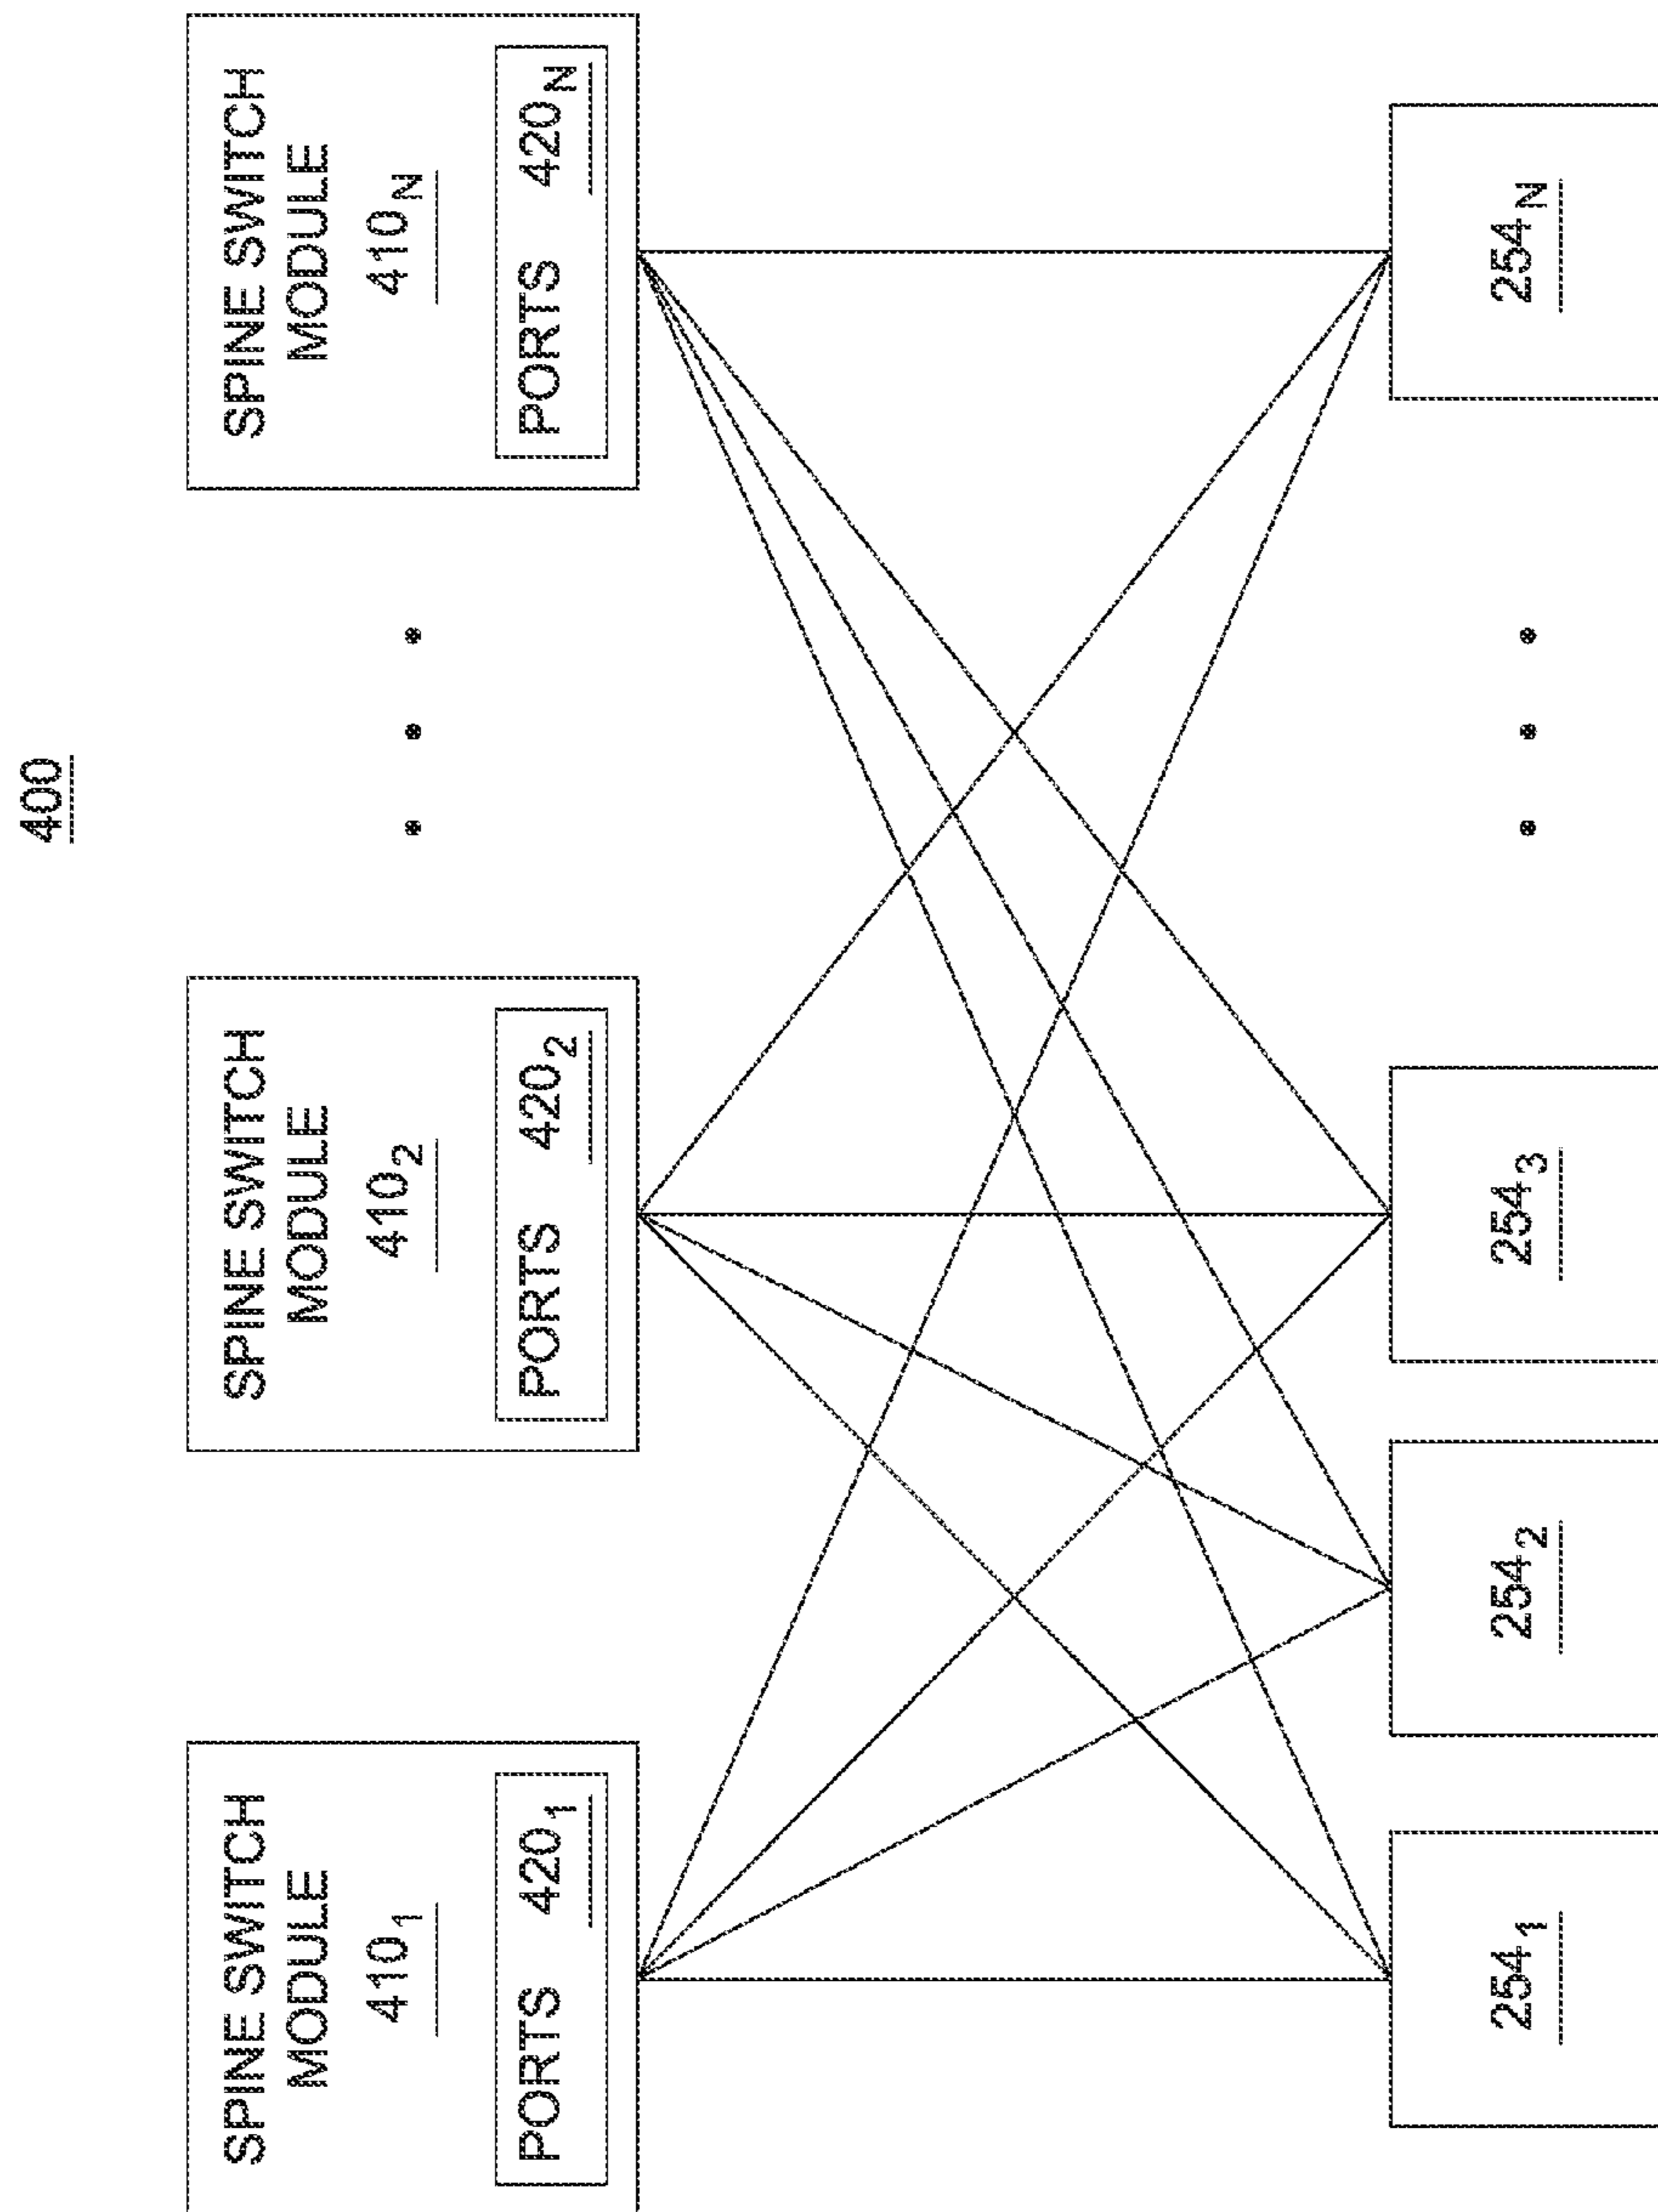 400
SPINE SWITCH
MODULE
410₁
PORTS 420₁
SPINE SWITCH
MODULE
410₂
PORTS 420₂
SPINE SWITCH
MODULE
410N
PORTS 420N
254₁
254₂
254₃
254N